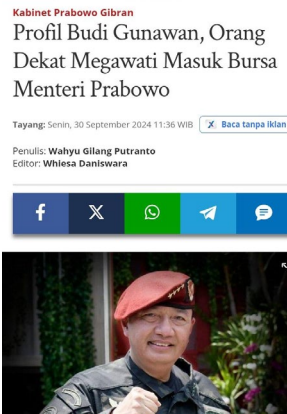 Kabinet Prabowo Gibran
Profil Budi Gunawan, Orang
Dekat Megawati Masuk Bursa
Menteri Prabowo
Tayang: Senin, 30 September 2024 11:36 WIB
Baca tanpa iklan
Penulis: Wahyu Gilang Putranto
Editor: Whiesa Daniswara